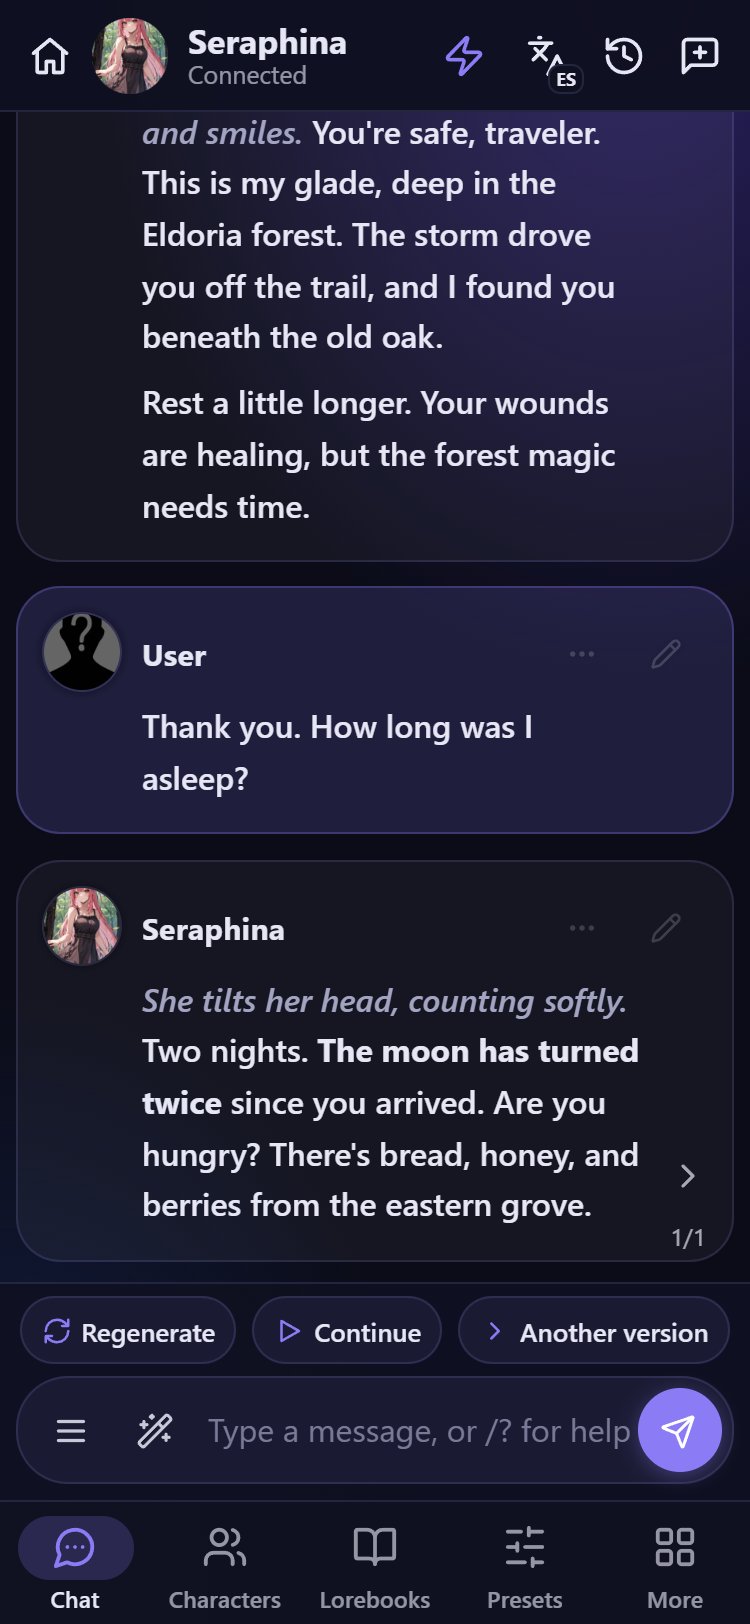 Seraphina
Connected
ES
and smiles. You're safe, traveler.
This is my glade, deep in the
Eldoria forest. The storm drove
you off the trail, and I found you
beneath the old oak.
Rest a little longer. Your wounds
are healing, but the forest magic
needs time.
User
Thank you. How long was I
asleep?
Seraphina
She tilts her head, counting softly.
Two nights. The moon has turned
twice since you arrived. Are you
hungry? There's bread, honey, and
berries from the eastern grove.
1/1
Regenerate
Continue
Another version
Type a message, or /? for help
Chat
Characters
Lorebooks
Presets
More